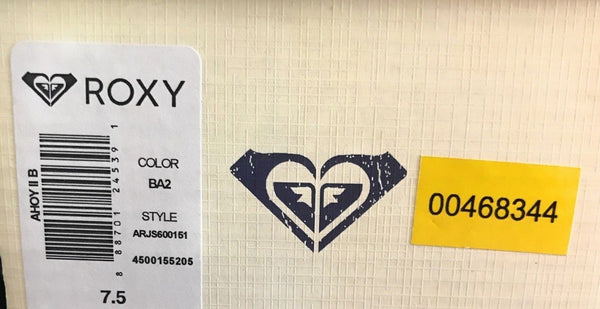 ROXY
AHOY II B
8 88701 24539 1
COLOR
BA2
STYLE
ARJS600151
4500155205
7.5
00468344